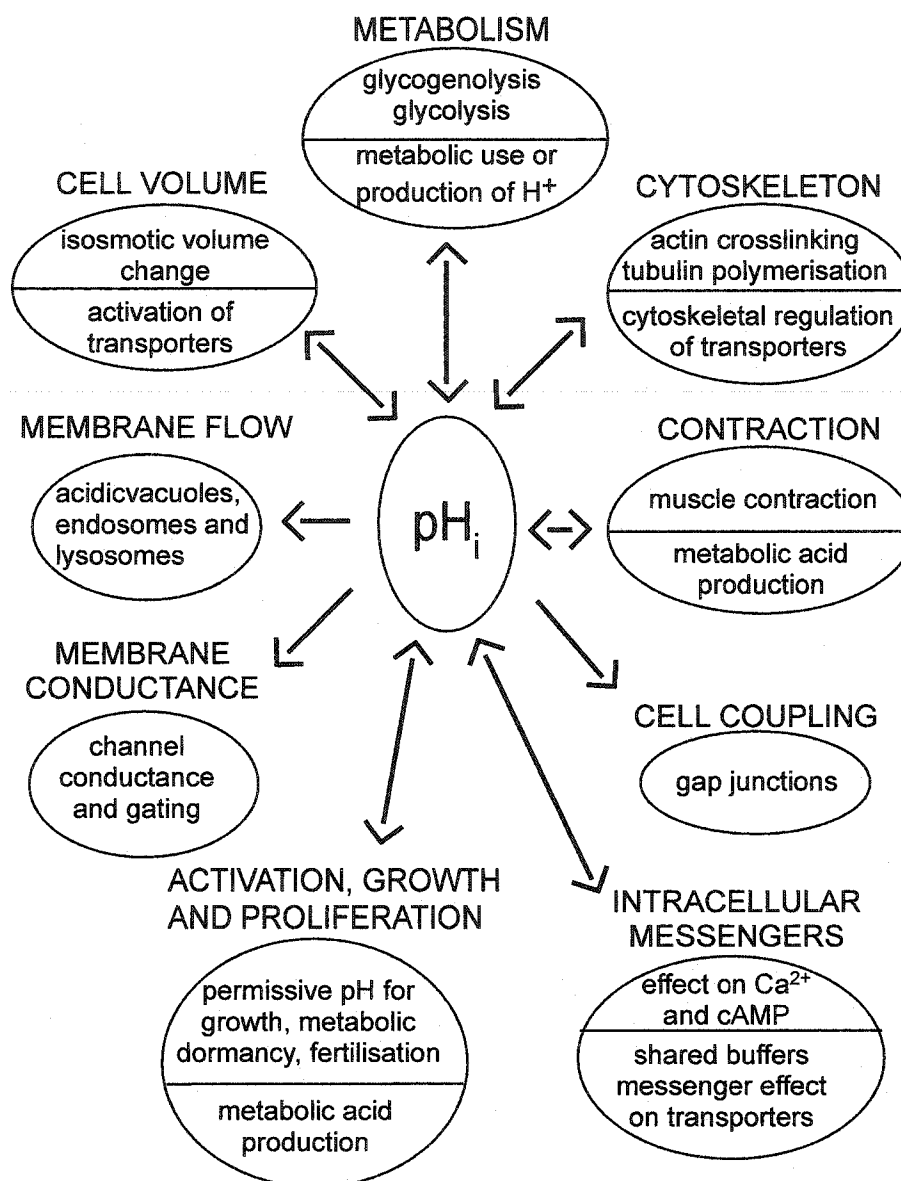 METABOLISM
glycogenolysis
glycolysis
metabolic use or
production of H⁺
CELL VOLUME
isosmotic volume
change
activation of
transporters
CYTOSKELETON
actin crosslinking
tubulin polymerisation
cytoskeletal regulation
of transporters
MEMBRANE FLOW
acidicvacuoles,
endosomes and
lysosomes
pHᵢ
CONTRACTION
muscle contraction
metabolic acid
production
MEMBRANE
CONDUCTANCE
channel
conductance
and gating
CELL COUPLING
gap junctions
ACTIVATION, GROWTH
AND PROLIFERATION
permissive pH for
growth, metabolic
dormancy, fertilisation
metabolic acid
production
INTRACELLULAR
MESSENGERS
effect on Ca²⁺
and cAMP
shared buffers
messenger effect
on transporters